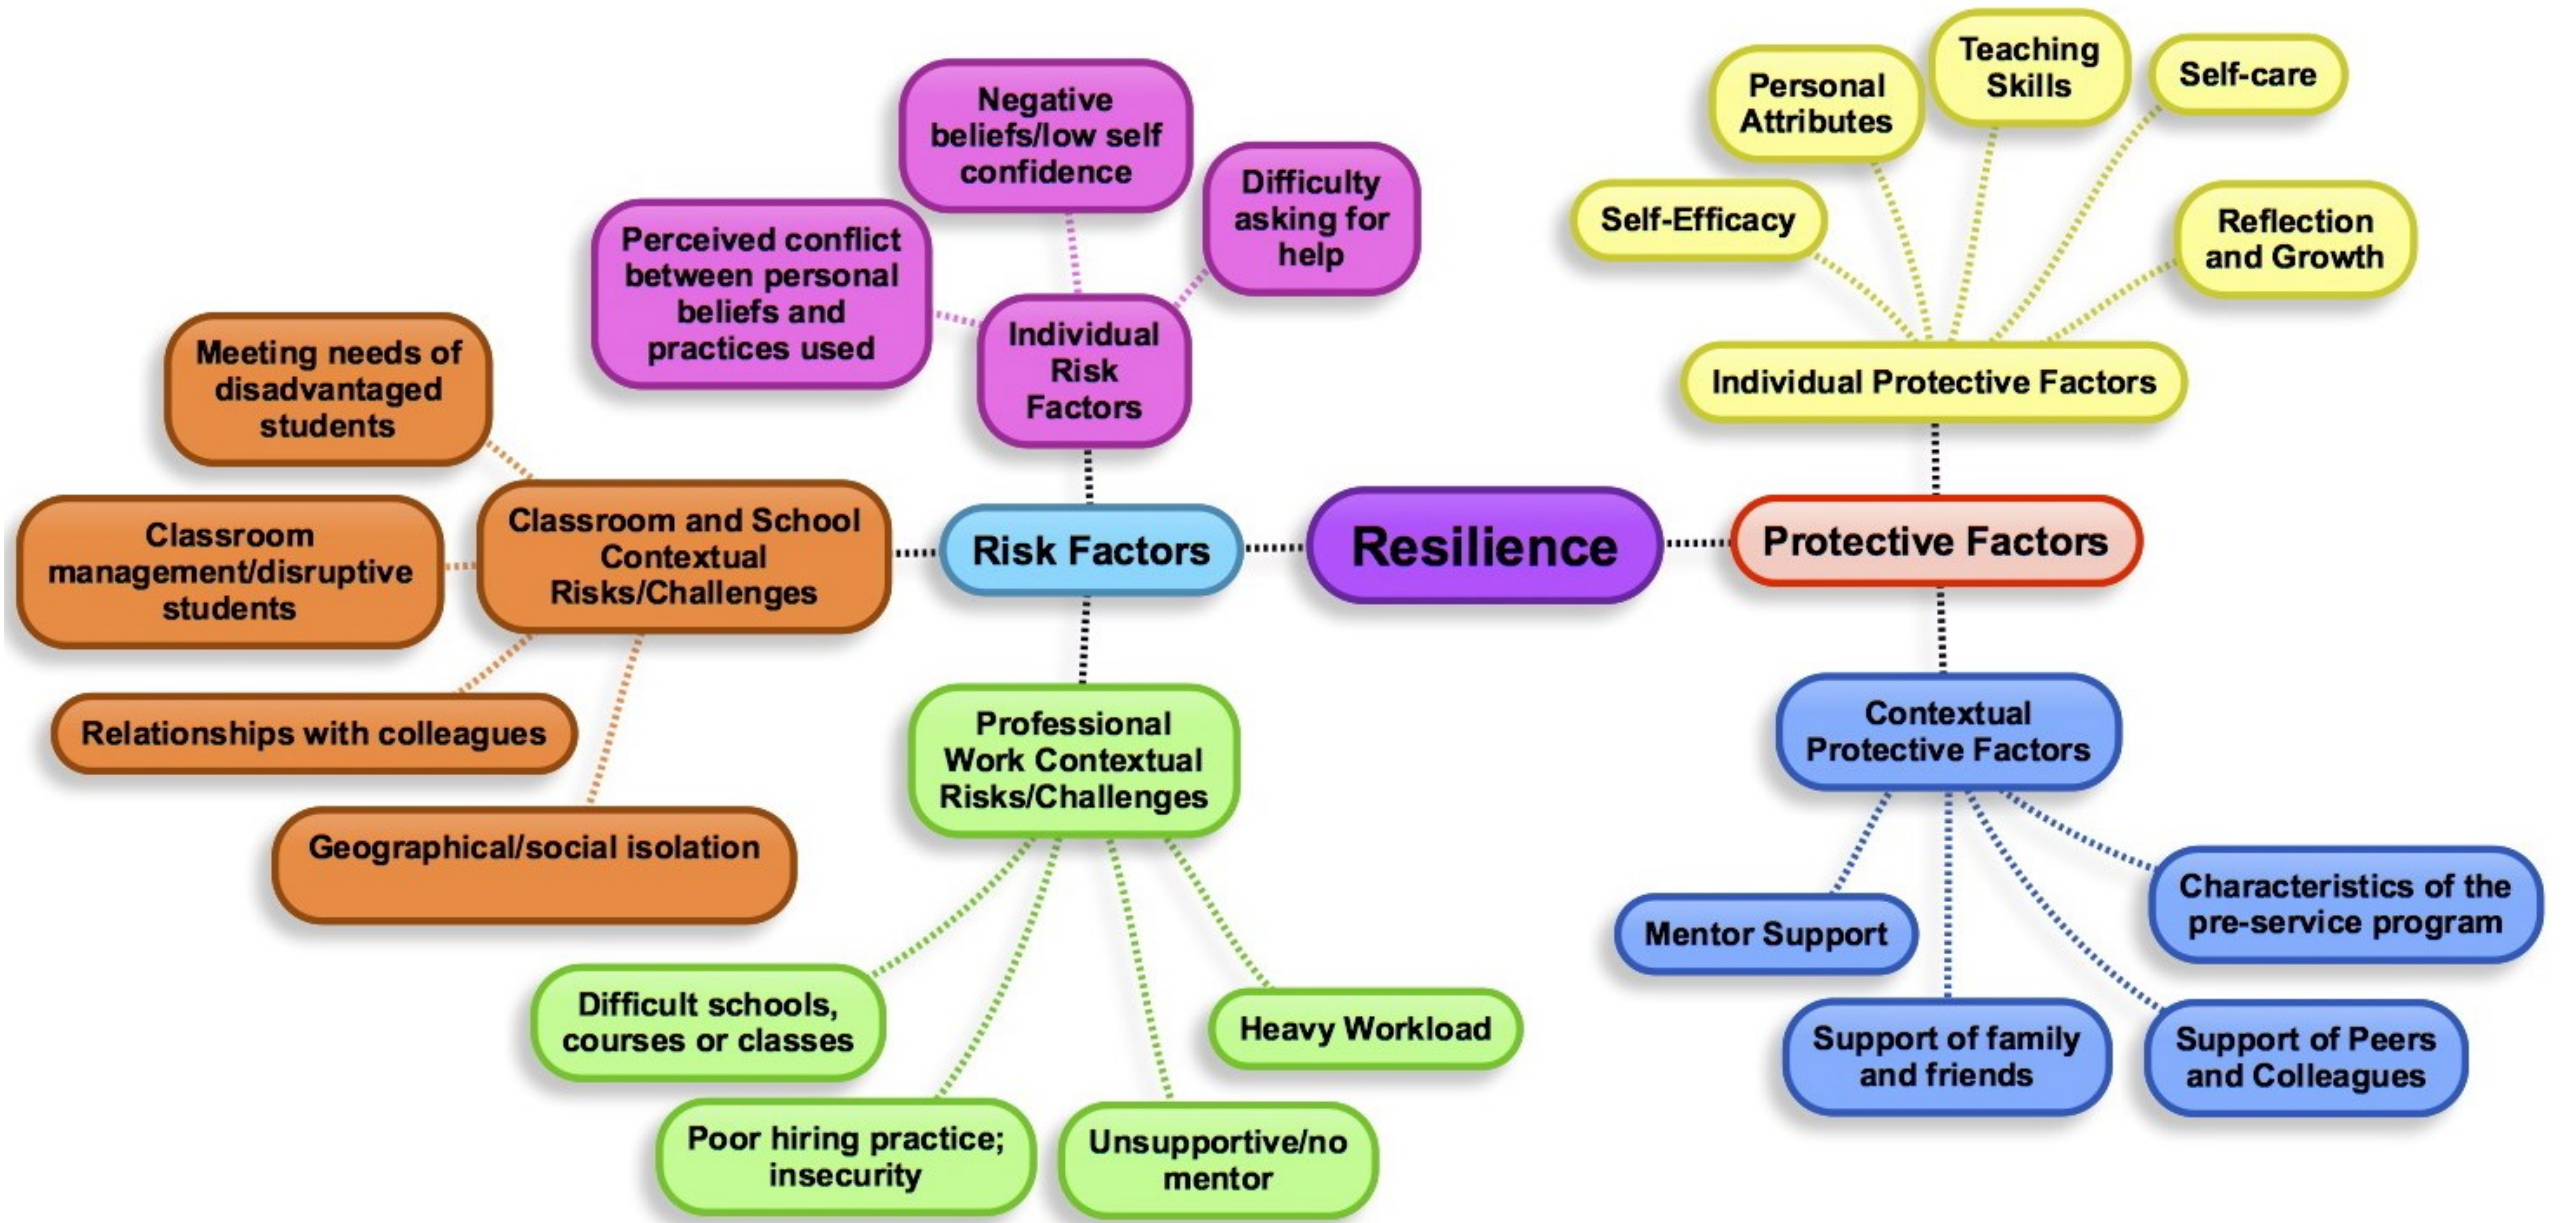 Negative
beliefs/low self
confidence
Difficulty
asking for
help
Perceived conflict
between personal
beliefs and
practices used
Individual
Risk
Factors
Meeting needs of
disadvantaged
students
Classroom
management/disruptive
students
Classroom and School
Contextual
Risks/Challenges
Relationships with colleagues
Geographical/social isolation
Risk Factors
Resilience
Professional
Work Contextual
Risks/Challenges
Difficult schools,
courses or classes
Poor hiring practice;
insecurity
Unsupportive/no
mentor
Heavy Workload
Personal
Attributes
Teaching
Skills
Self-care
Self-Efficacy
Reflection
and Growth
Individual Protective Factors
Protective Factors
Contextual
Protective Factors
Mentor Support
Support of family
and friends
Support of Peers
and Colleagues
Characteristics of the
pre-service program